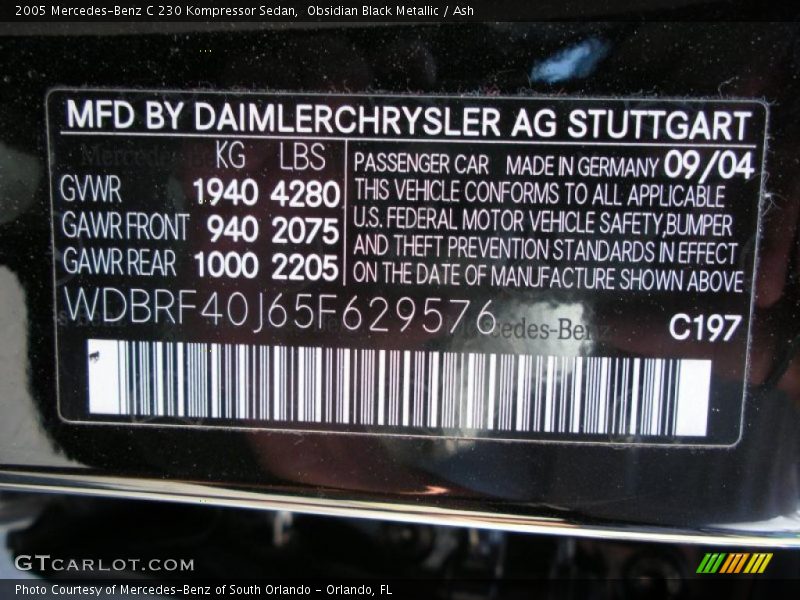 2005 Mercedes-Benz C 230 Kompressor Sedan, Obsidian Black Metallic / Ash
MFD BY DAIMLERCHRYSLER AG STUTTGART
KG LBS
GVWR 1940 4280
GAWR FRONT 940 2075
GAWR REAR 1000 2205
PASSENGER CAR MADE IN GERMANY 09/04
THIS VEHICLE CONFORMS TO ALL APPLICABLE
U.S. FEDERAL MOTOR VEHICLE SAFETY,BUMPER
AND THEFT PREVENTION STANDARDS IN EFFECT
ON THE DATE OF MANUFACTURE SHOWN ABOVE
WDBRF40J65F629576
C197
GTCARLOT.COM
Photo Courtesy of Mercedes-Benz of South Orlando - Orlando, FL